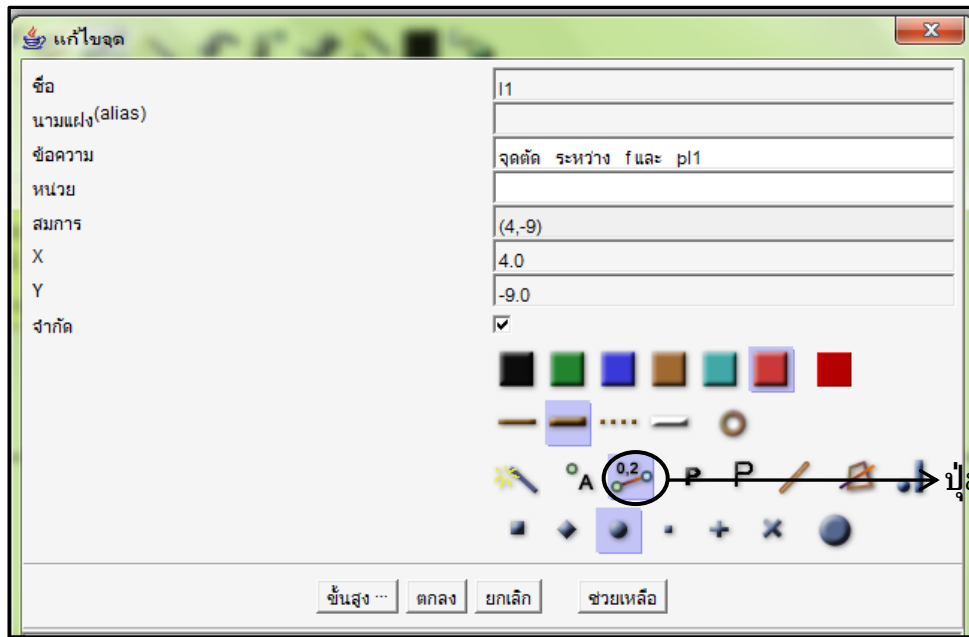 แก้ไขจุด
ชื่อ I1
นามแฝง(alias)
ข้อความ จุดตัด ระหว่าง f และ pl1
หน่วย
สมการ (4,-9)
X 4.0
Y -9.0
จำกัด
A 0,2 P P
ขั้นสูง ... ตกลง ยกเลิก ช่วยเหลือ